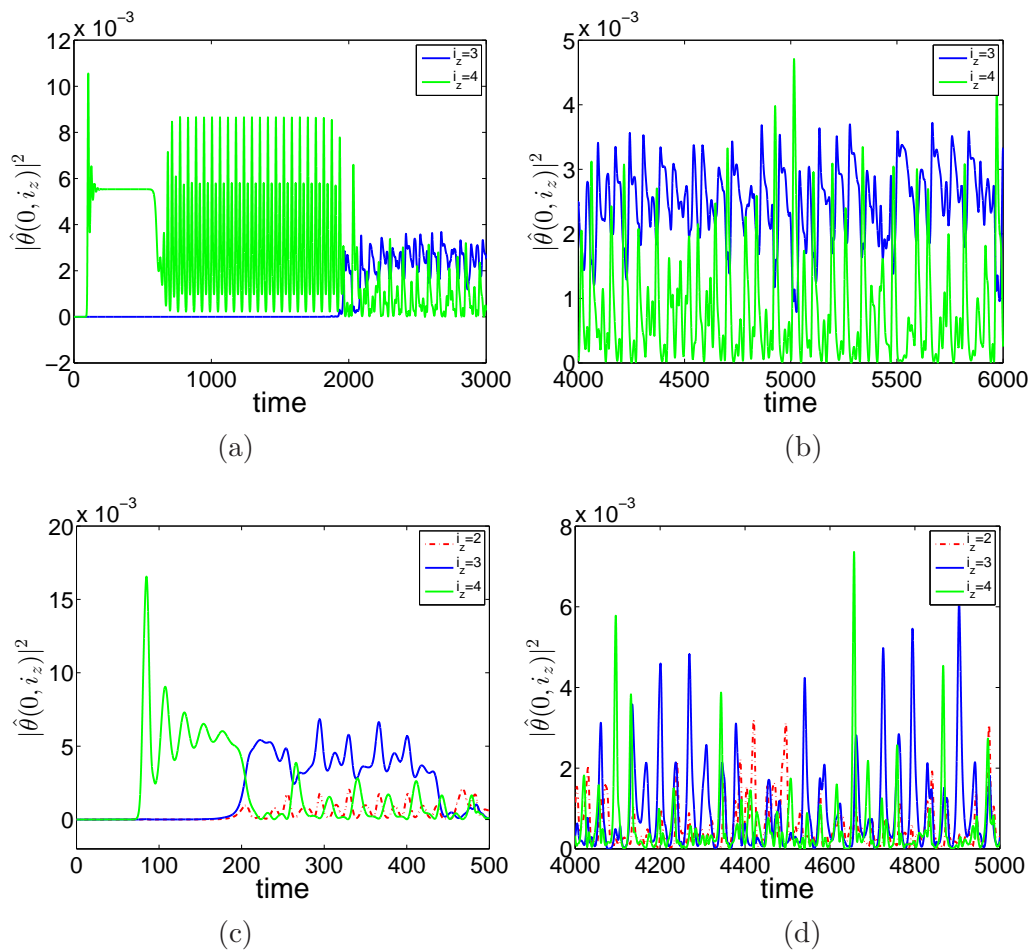 x 10⁻³
12
10
8
6
4
2
0
−2
0 1000 2000 3000
time
|θ̂(0, i_z)|²
i_z=3
i_z=4
(a)
x 10⁻³
5
4
3
2
1
0
4000 4500 5000 5500 6000
time
|θ̂(0, i_z)|²
i_z=3
i_z=4
(b)
x 10⁻³
20
15
10
5
0
0 100 200 300 400 500
time
|θ̂(0, i_z)|²
i_z=2
i_z=3
i_z=4
(c)
x 10⁻³
8
6
4
2
0
4000 4200 4400 4600 4800 5000
time
|θ̂(0, i_z)|²
i_z=2
i_z=3
i_z=4
(d)